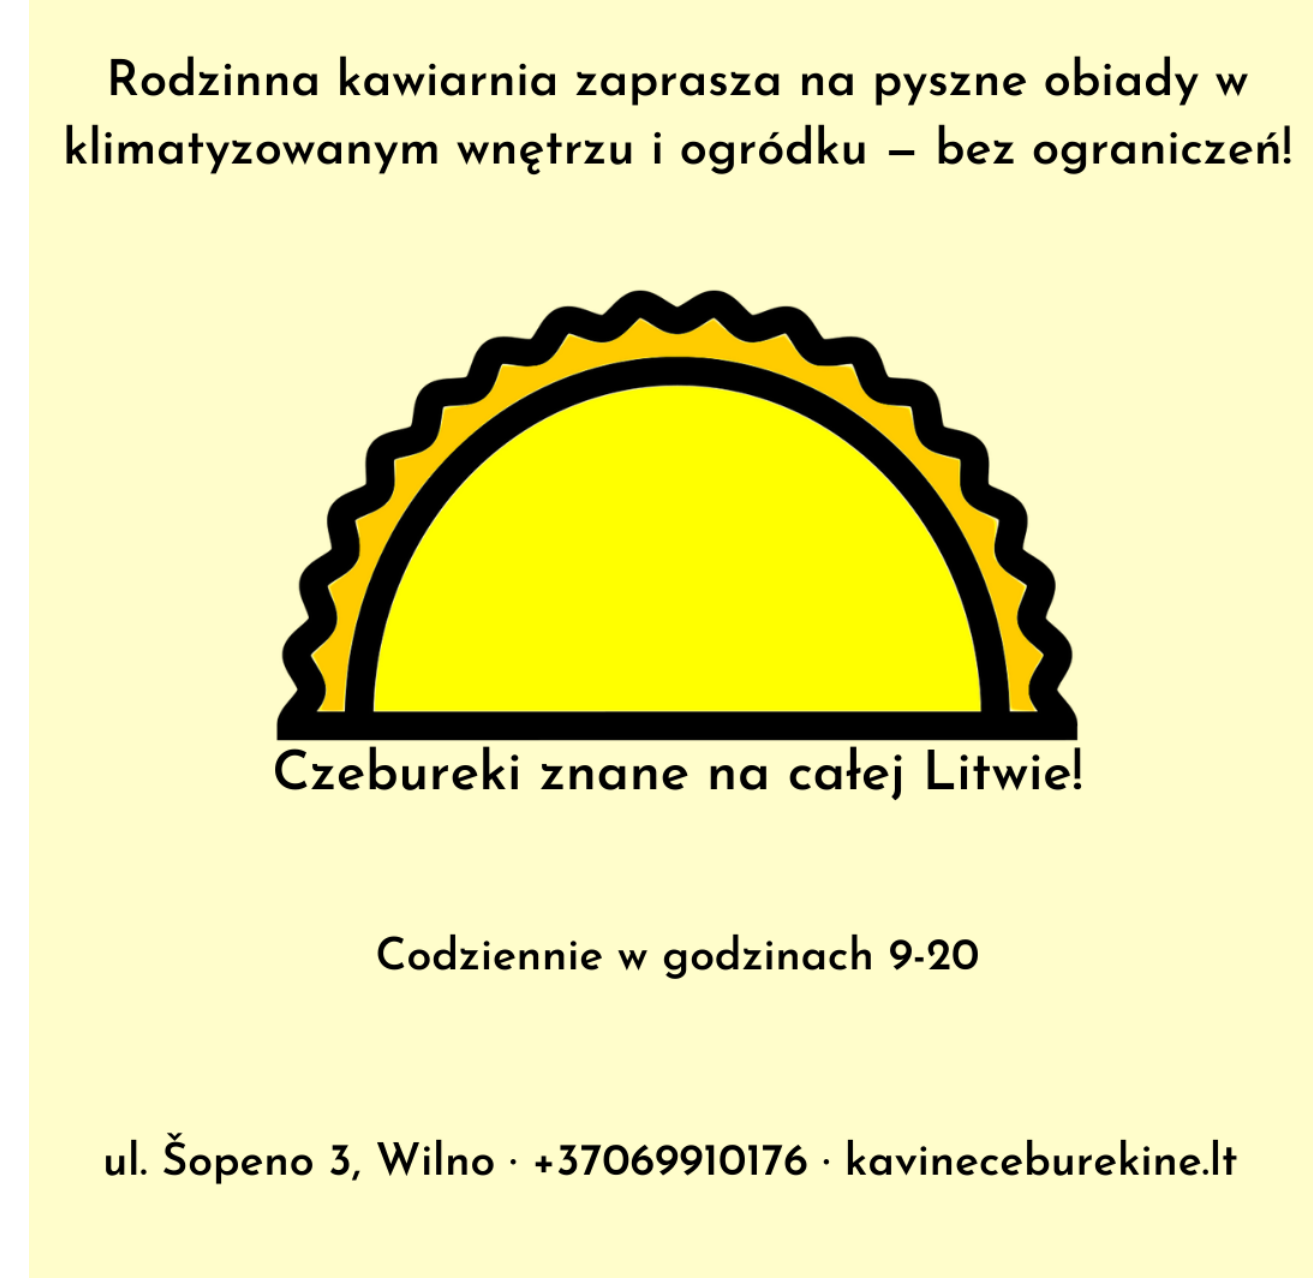 Rodzinna kawiarnia zaprasza na pyszne obiady w
klimatyzowanym wnętrzu i ogródku – bez ograniczeń!
Czebureki znane na całej Litwie!
Codziennie w godzinach 9-20
ul. Šopeno 3, Wilno · +37069910176 · kavineceburekine.lt